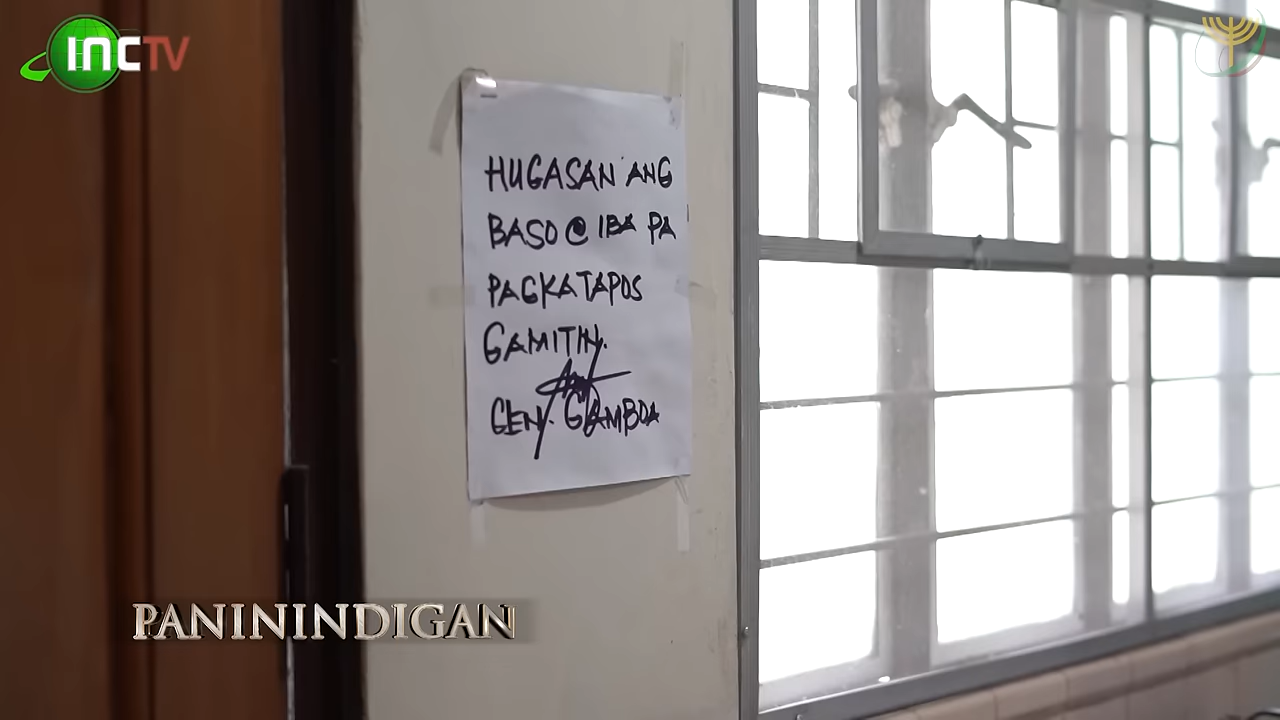 INCTV
HUGASAN ANG
BASO @ IBA PA
PAGKATAPOS
GAMITIN.
GEN. GAMBOA
PANININDIGAN